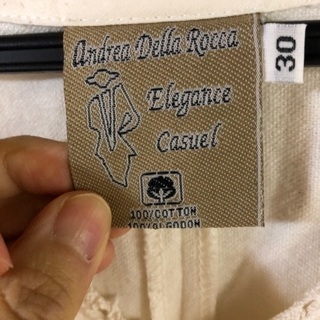 Andrea Della Rocca
Elegance
Casuel
100/COTTON
100/ALGODON
30